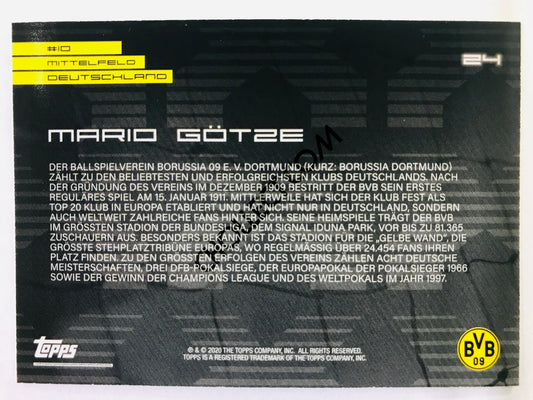 #10
MITTELFELD
DEUTSCHLAND
24
MARIO GÖTZE
DER BALLSPIELVEREIN BORUSSIA 09 E. V. DORTMUND (KURZ: BORUSSIA DORTMUND)
ZÄHLT ZU DEN BELIEBTESTEN UND ERFOLGREICHSTEN KLUBS DEUTSCHLANDS. NACH
DER GRÜNDUNG DES VEREINS IM DEZEMBER 1909 BESTRITT DER BVB SEIN ERSTES
REGULÄRES SPIEL AM 15. JANUAR 1911. MITTLERWEILE HAT SICH DER KLUB FEST ALS
TOP 20 KLUB IN EUROPA ETABLIERT UND HAT NICHT NUR IN DEUTSCHLAND, SONDERN
AUCH WELTWEIT ZAHLREICHE FANS HINTER SICH. SEINE HEIMSPIELE TRÄGT DER BVB
IM GRÖSSTEN STADION DER BUNDESLIGA, DEM SIGNAL IDUNA PARK, VOR BIS ZU 81.365
ZUSCHAUERN AUS. BESONDERS BEKANNT IST DAS STADION FÜR DIE „GELBE WAND“, DIE
GRÖSSTE STEHPLATZTRIBÜNE EUROPAS, WO REGELMÄSSIG ÜBER 24.454 FANS IHREN
PLATZ FINDEN. ZU DEN GRÖSSTEN ERFOLGEN DES VEREINS ZÄHLEN ACHT DEUTSCHE
MEISTERSCHAFTEN, DREI DFB-POKALSIEGE, DER EUROPAPOKAL DER POKALSIEGER 1966
SOWIE DER GEWINN DER CHAMPIONS LEAGUE UND DES WELTPOKALS IM JAHR 1997.
topps
℗ & © 2020 THE TOPPS COMPANY, INC. ALL RIGHTS RESERVED.
TOPPS IS A REGISTERED TRADEMARK OF THE TOPPS COMPANY, INC.
BVB
09